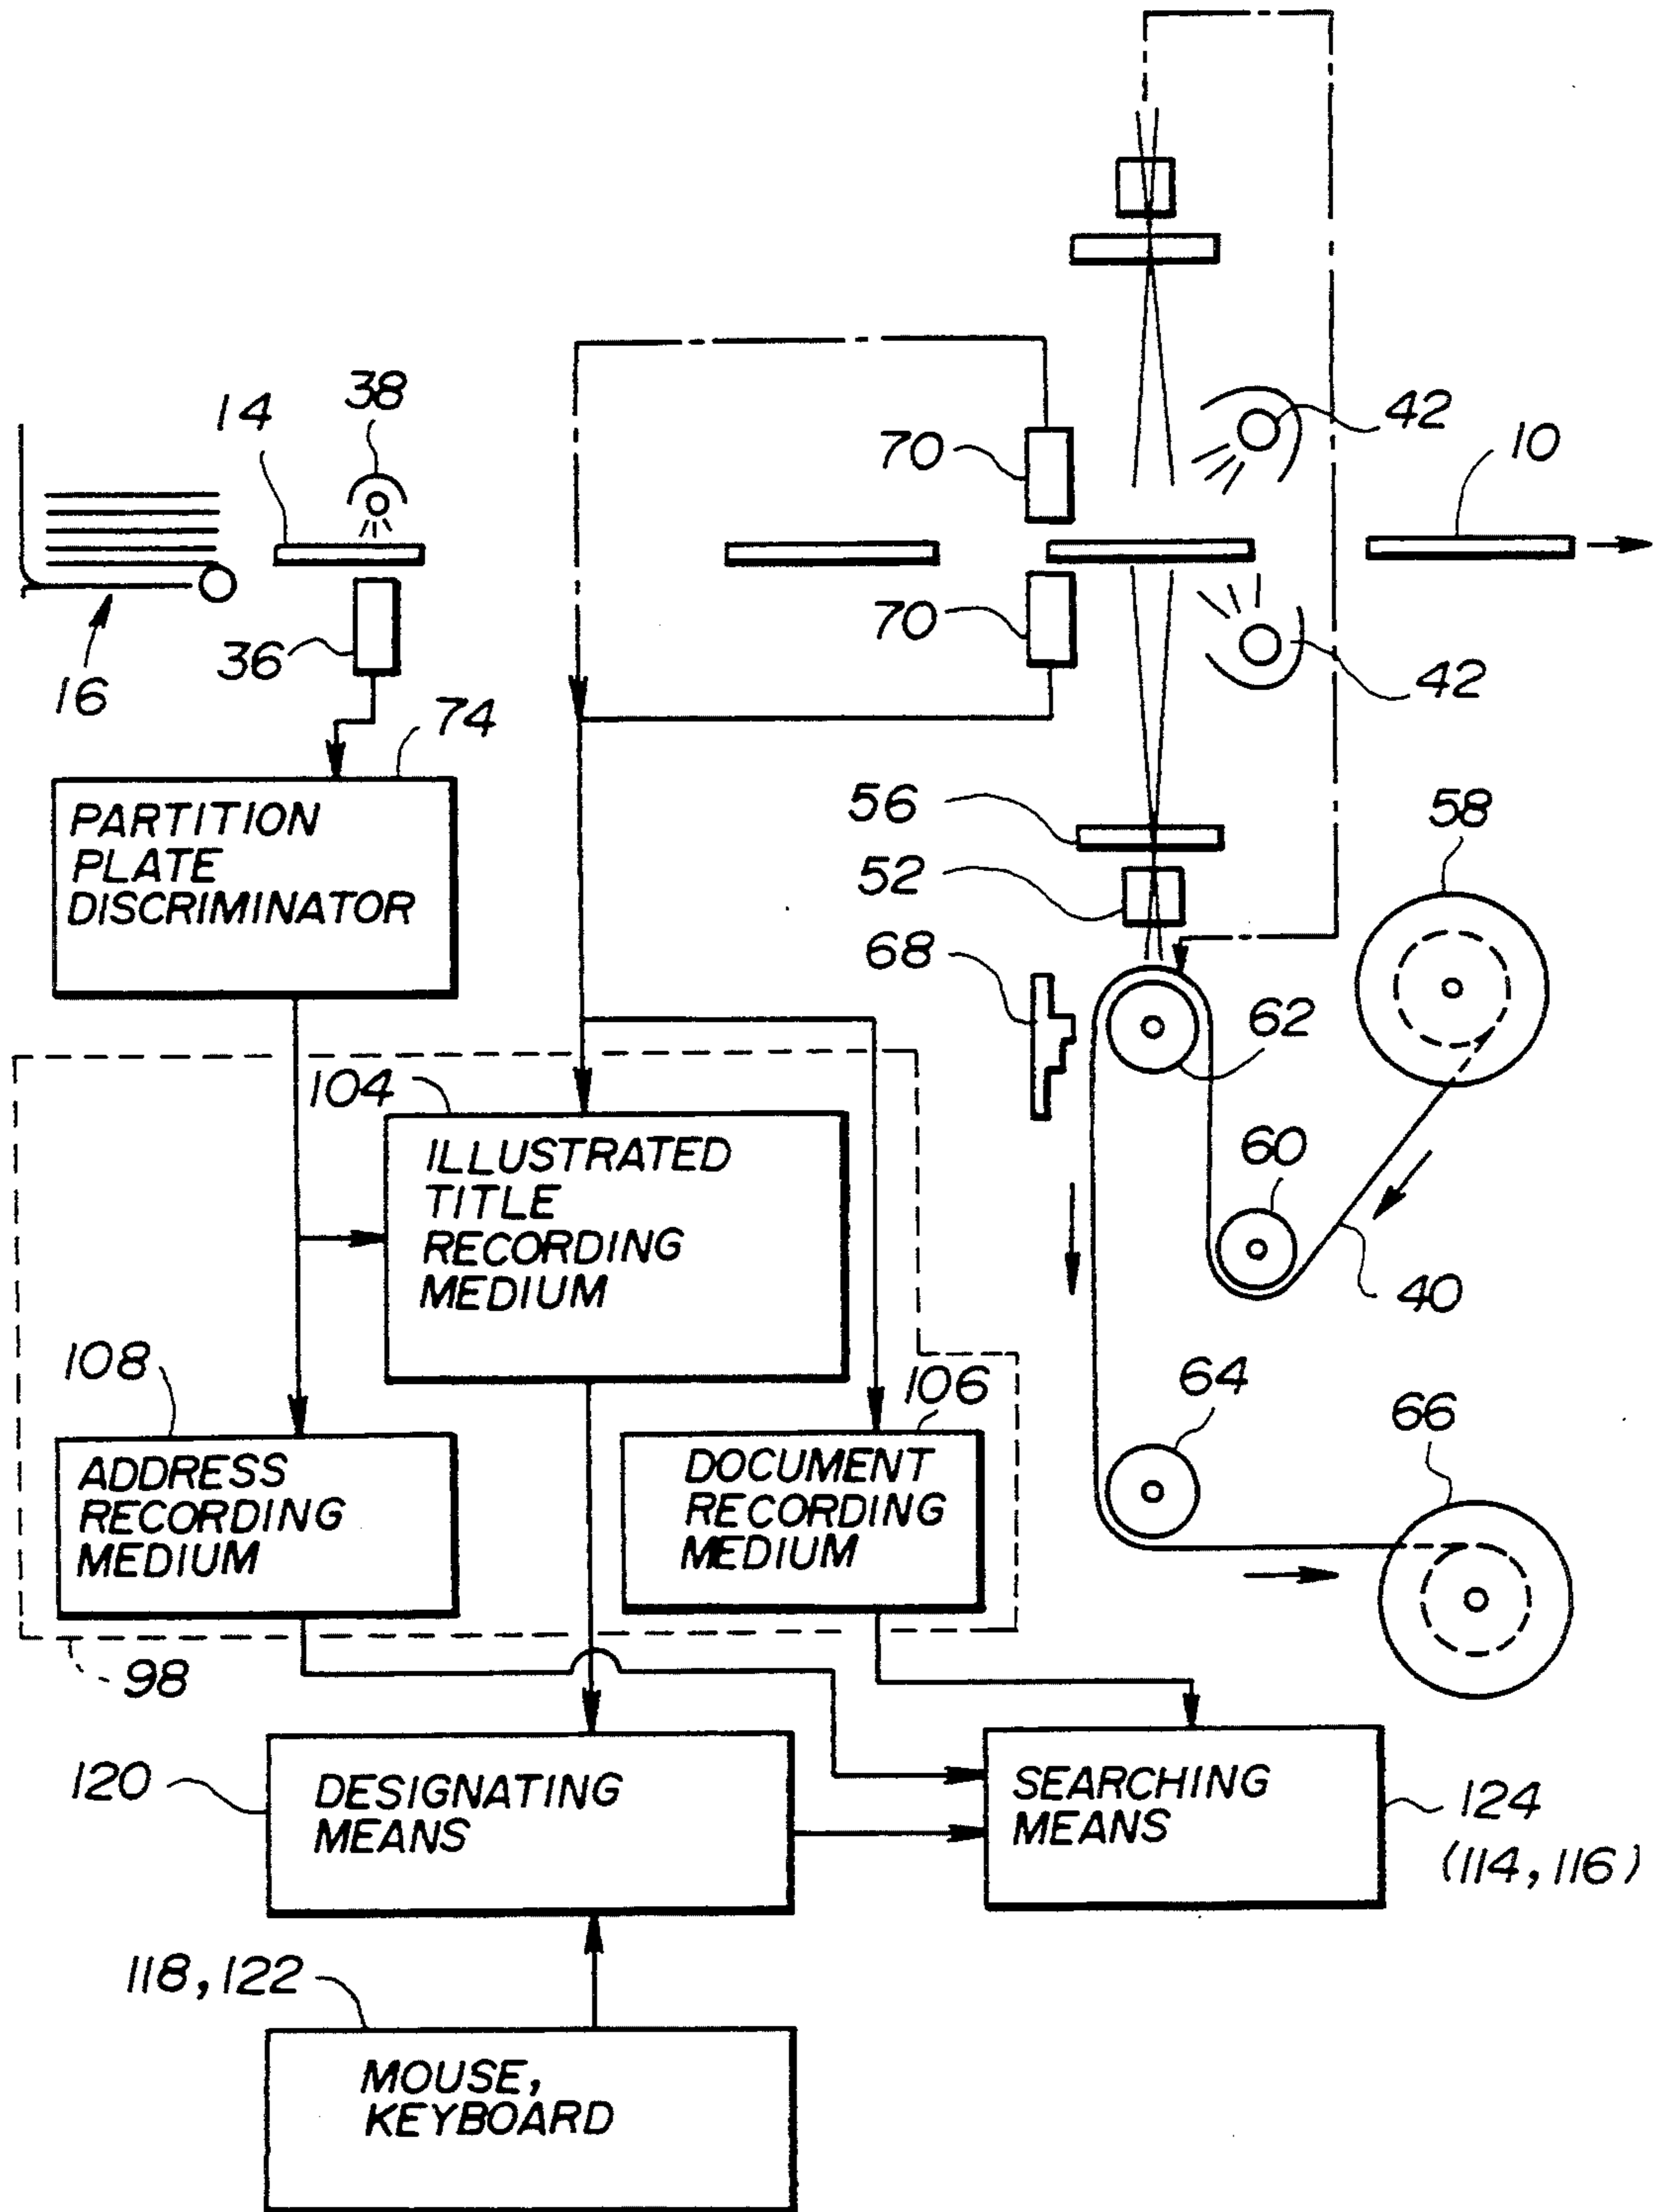 38
14
42
10
70
70
36
16
42
74
PARTITION
PLATE
DISCRIMINATOR
56
58
52
68
62
104
ILLUSTRATED
TITLE
RECORDING
MEDIUM
60
40
108
106
64
66
ADDRESS
RECORDING
MEDIUM
DOCUMENT
RECORDING
MEDIUM
98
120
DESIGNATING
MEANS
SEARCHING
MEANS
124
(114, 116)
118, 122
MOUSE,
KEYBOARD